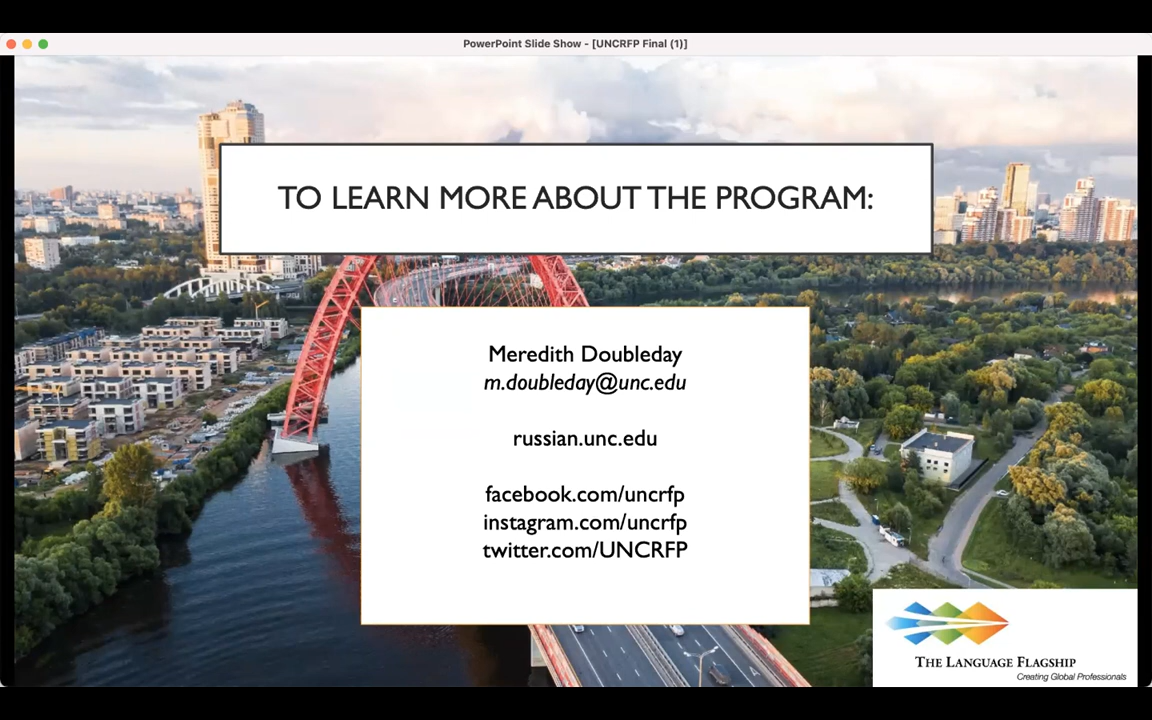 PowerPoint Slide Show - [UNCRFP Final (1)]
TO LEARN MORE ABOUT THE PROGRAM:
Meredith Doubleday
m.doubleday@unc.edu
russian.unc.edu
facebook.com/uncrfp
instagram.com/uncrfp
twitter.com/UNCRFP
THE LANGUAGE FLAGSHIP
Creating Global Professionals